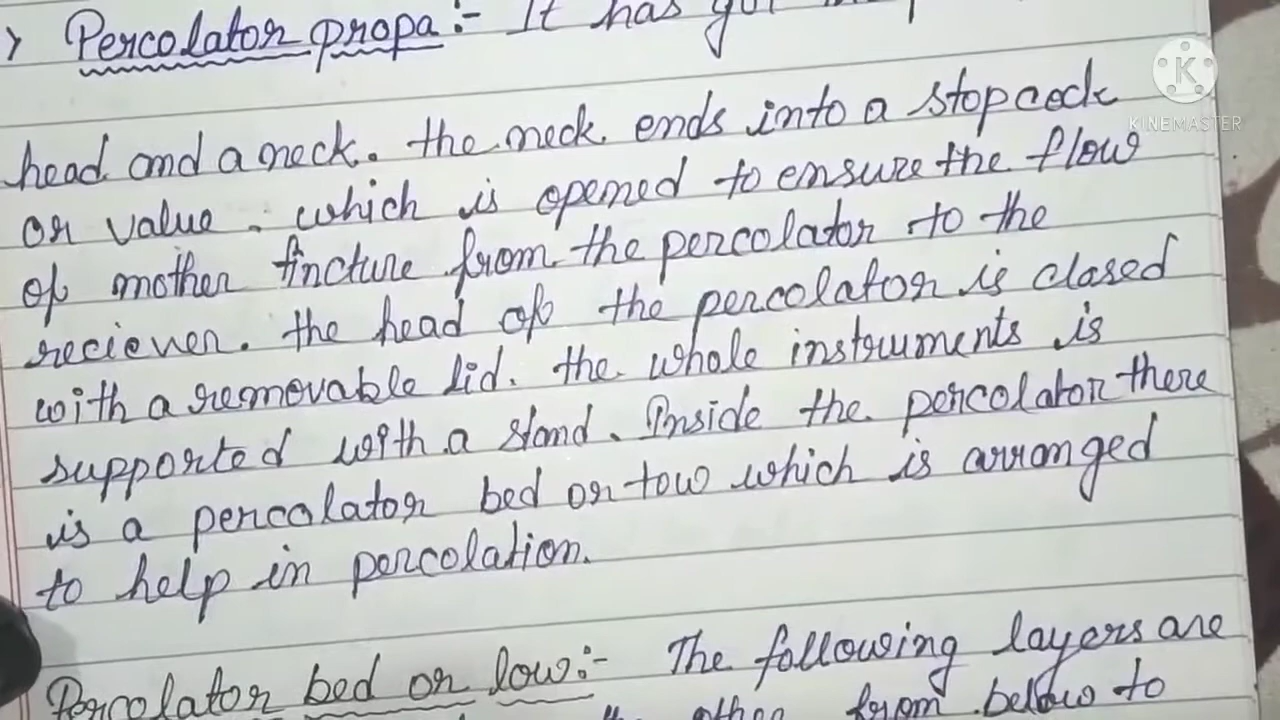 > Percolator propa:- It has got
KINEMASTER
head and a neck. the neck. ends into a stopcock
or value. which is opened to ensure the flow
of mother tincture from the percolator to the
reciever. the head of the percolator is closed
with a removable lid. the whole instruments is
supported with a stand. Inside the percolator there
is a percolator bed or tow which is arranged
to help in percolation.
Percolator bed or low:- The following layers are
other from below to